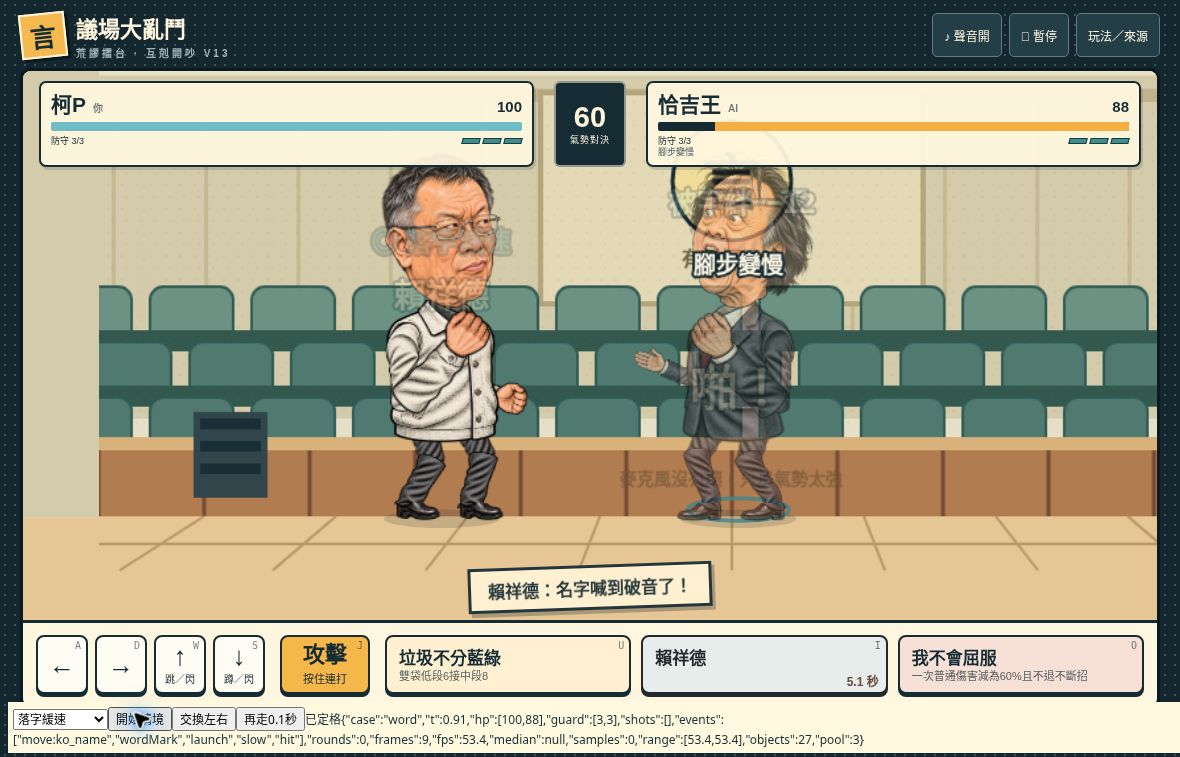 言
議場大亂鬥
荒謬擂台 · 互剋開吵 V13
♪ 聲音開
暫停
玩法／來源
柯P 你
100
防守 3/3
60
氣勢對決
恰吉王 AI
88
防守 3/3
腳步變慢
腳步變慢
賴祥德
啪！
賴祥德：名字喊到破音了！
A
←
D
→
W
↑
跳／閃
S
↓
蹲／閃
J
攻擊
按住連打
U
垃圾不分藍綠
雙袋低段6接中段8
I
賴祥德
5.1 秒
O
我不會屈服
一次普通傷害減為60%且不退不斷招
落字緩速
交換左右
再走0.1秒
已定格{"case":"word","t":0.91,"hp":[100,88],"guard":[3,3],"shots":[],"events":
["move:ko_name","wordMark","launch","slow","hit"],"rounds":0,"frames":9,"fps":53.4,"median":null,"samples":0,"range":[53.4,53.4],"objects":27,"pool":3}